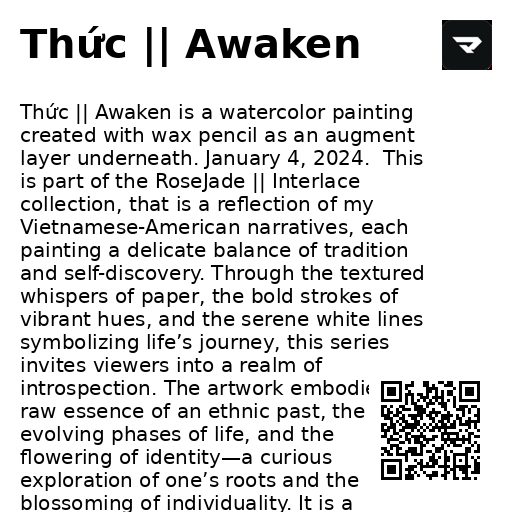 Thức || Awaken
Thức || Awaken is a watercolor painting
created with wax pencil as an augment
layer underneath. January 4, 2024.  This
is part of the RoseJade || Interlace
collection, that is a reflection of my
Vietnamese-American narratives, each
painting a delicate balance of tradition
and self-discovery. Through the textured
whispers of paper, the bold strokes of
vibrant hues, and the serene white lines
symbolizing life’s journey, this series
invites viewers into a realm of
introspection. The artwork
raw essence of an ethnic past, the
evolving phases of life, and the
flowering of identity—a curious
exploration of one’s roots and the
blossoming of individuality. It is a